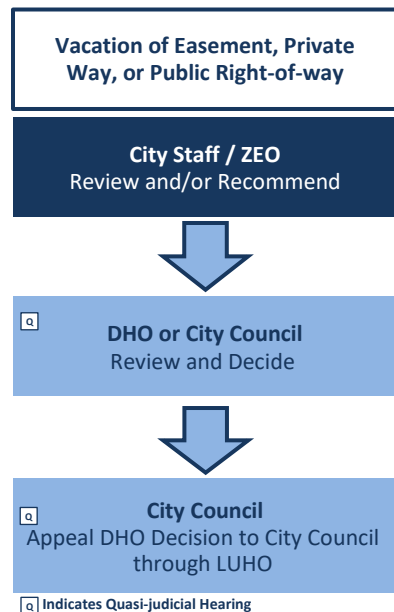 Vacation of Easement, Private
Way, or Public Right-of-way
City Staff / ZEO
Review and/or Recommend
Q
DHO or City Council
Review and Decide
Q
City Council
Appeal DHO Decision to City Council
through LUHO
Q Indicates Quasi-judicial Hearing